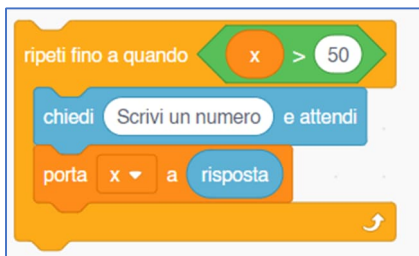 ripeti fino a quando x > 50
chiedi Scrivi un numero e attendi
porta x a risposta